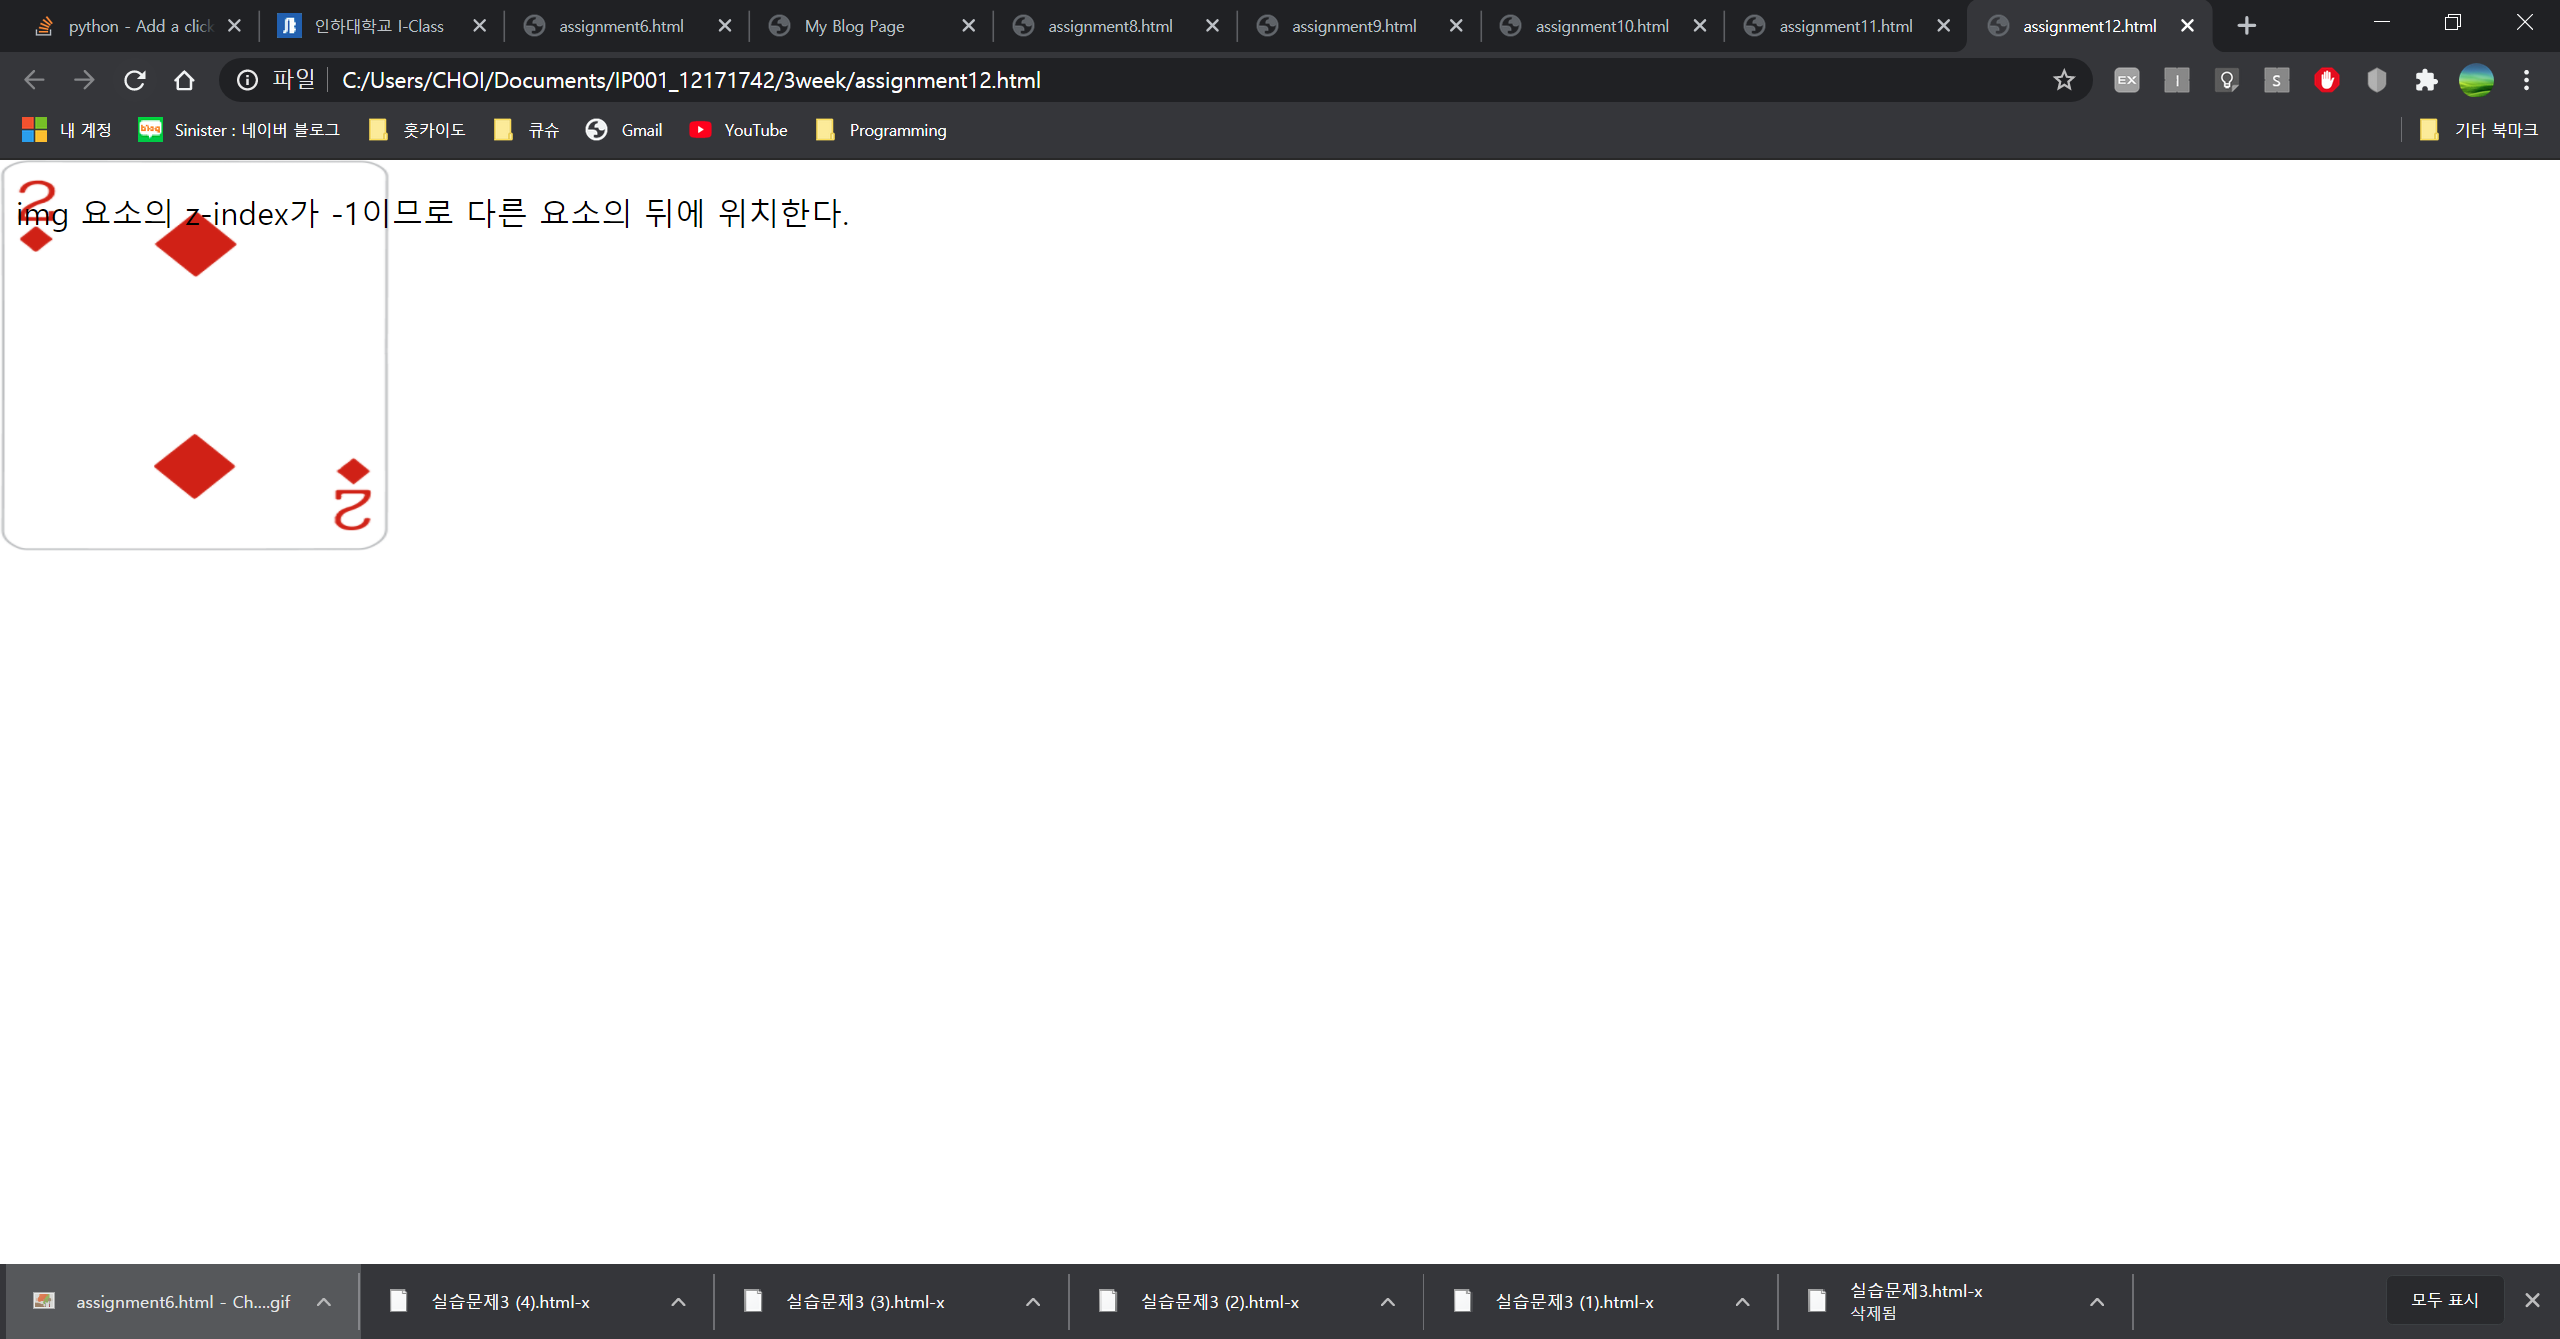 python - Add a click
인하대학교 I-Class
assignment6.html
My Blog Page
assignment8.html
assignment9.html
assignment10.html
assignment11.html
assignment12.html
파일
C:/Users/CHOI/Documents/IP001_12171742/3week/assignment12.html
EX
I
S
내 계정
blog
Sinister : 네이버 블로그
홋카이도
큐슈
Gmail
YouTube
Programming
기타 북마크
2
img 요소의 z-index가 -1이므로 다른 요소의 뒤에 위치한다.
2
assignment6.html - Ch....gif
실습문제3 (4).html-x
실습문제3 (3).html-x
실습문제3 (2).html-x
실습문제3 (1).html-x
실습문제3.html-x
삭제됨
모두 표시